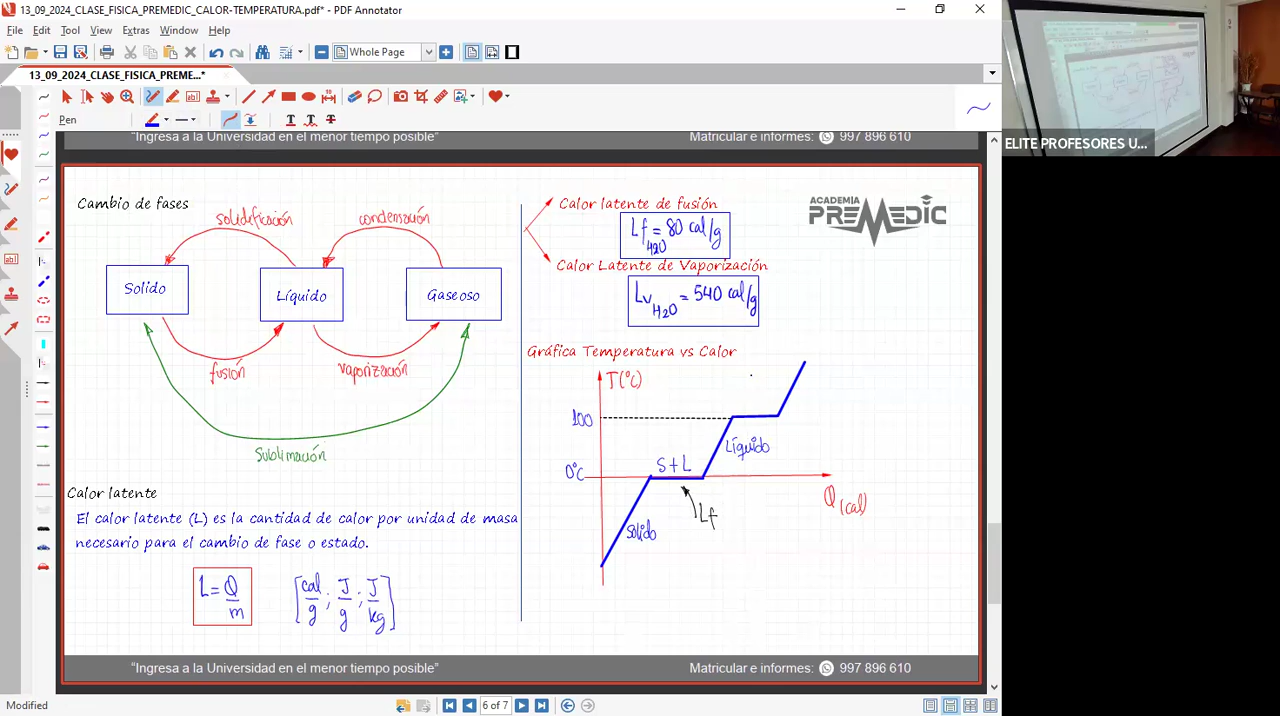 13_09_2024_CLASE_FISICA_PREMEDIC_CALOR-TEMPERATURA.pdf* - PDF Annotator
File Edit Tool View Extras Window Help
Whole Page
13_09_2024_CLASE_FISICA_PREME...*
Pen
"Ingresa a la Universidad en el menor tiempo posible" Matricular e informes: 997 896 610
Cambio de fases
solidificación
condensación
Solido
Líquido
Gaseoso
fusión
vaporización
Sublimación
Calor latente
El calor latente (L) es la cantidad de calor por unidad de masa
necesario para el cambio de fase o estado.
L = Q/m
[cal/g ; J/g ; J/kg]
Calor latente de fusión
Lf H2O = 80 cal/g
Calor Latente de Vaporización
Lv H2O = 540 cal/g
ACADEMIA
PREMEDIC
Gráfica Temperatura vs Calor
T(°C)
100
Líquido
S+L
0°C
Q(cal)
Lf
Solido
"Ingresa a la Universidad en el menor tiempo posible" Matricular e informes: 997 896 610
Modified
6 of 7
ELITE PROFESORES U...